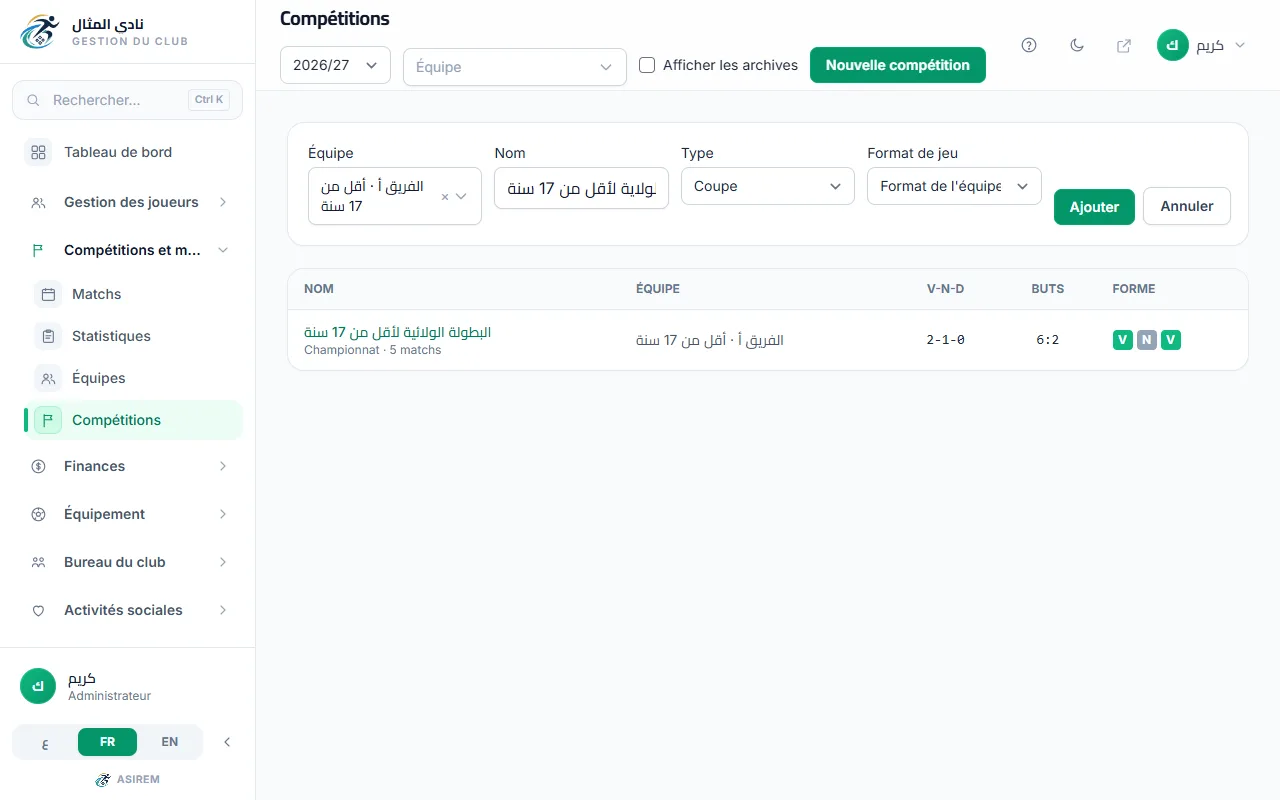 نادي المثال
GESTION DU CLUB
Rechercher...
Ctrl K
Tableau de bord
Gestion des joueurs
Compétitions et m...
Matchs
Statistiques
Équipes
Compétitions
Finances
Équipement
Bureau du club
Activités sociales
ك
كريم
Administrateur
ع
FR
EN
ASIREM
Compétitions
2026/27
Équipe
Afficher les archives
Nouvelle compétition
ك
كريم
Équipe
Nom
Type
Format de jeu
الفريق أ · أقل من
17 سنة
لأقل من 17 سنة
Coupe
Format de l'équipe
Ajouter
Annuler
NOM
ÉQUIPE
V-N-D
BUTS
FORME
البطولة الولائية لأقل من 17 سنة
Championnat · 5 matchs
الفريق أ · أقل من 17 سنة
2-1-0
6:2
V
N
V